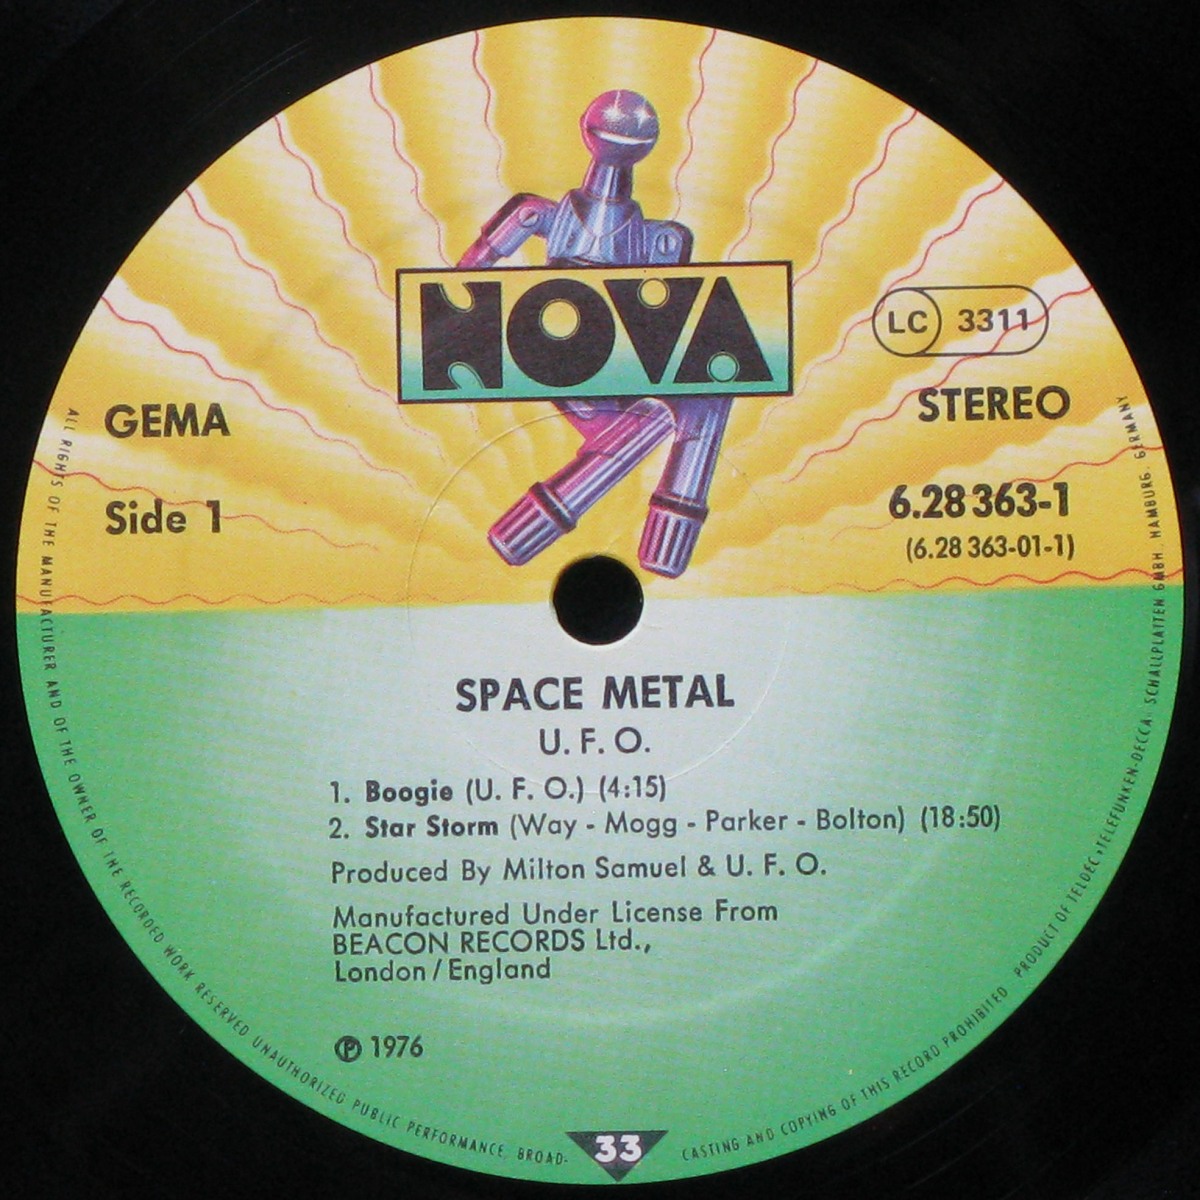 NOVA
LC 3311
GEMA
STEREO
Side 1
6.28 363-1
(6.28 363-01-1)
SPACE METAL
U. F. O.
1. Boogie (U. F. O.) (4:15)
2. Star Storm (Way - Mogg - Parker - Bolton) (18:50)
Produced By Milton Samuel & U. F. O.
Manufactured Under License From
BEACON RECORDS Ltd.,
London / England
℗ 1976
33
ALL RIGHTS OF THE MANUFACTURER AND OF THE OWNER OF THE RECORDED WORK RESERVED UNAUTHORIZED PUBLIC PERFORMANCE, BROAD-
CASTING AND COPYING OF THIS RECORD PROHIBITED PRODUCT OF TELDEC »TELEFUNKEN-DECCA« SCHALLPLATTEN GMBH, HAMBURG, GERMANY